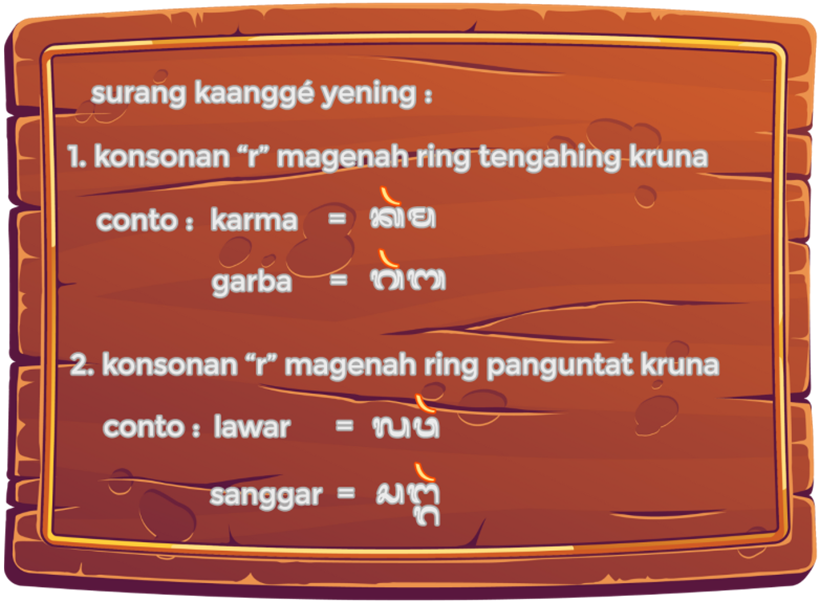 surang kaanggé yening :
1. konsonan “r” magenah ring tengahing kruna
conto : karma = ᬓᬃᬫ
garba = ᬕᬃᬩ
2. konsonan “r” magenah ring panguntat kruna
conto : lawar = ᬮᬯᬃ
sanggar = ᬲᬗ᭄ᬕᬃ